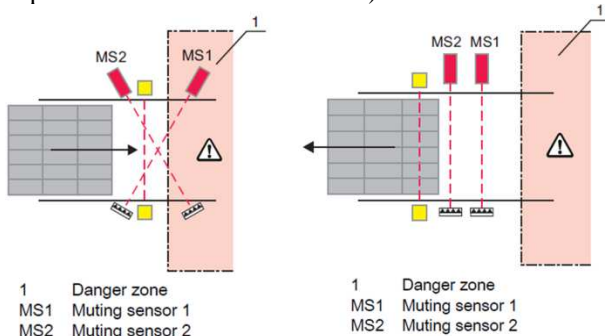 1
MS2
MS1
1 Danger zone
MS1 Muting sensor 1
MS2 Muting sensor 2
1
MS2
MS1
1 Danger zone
MS1 Muting sensor 1
MS2 Muting sensor 2